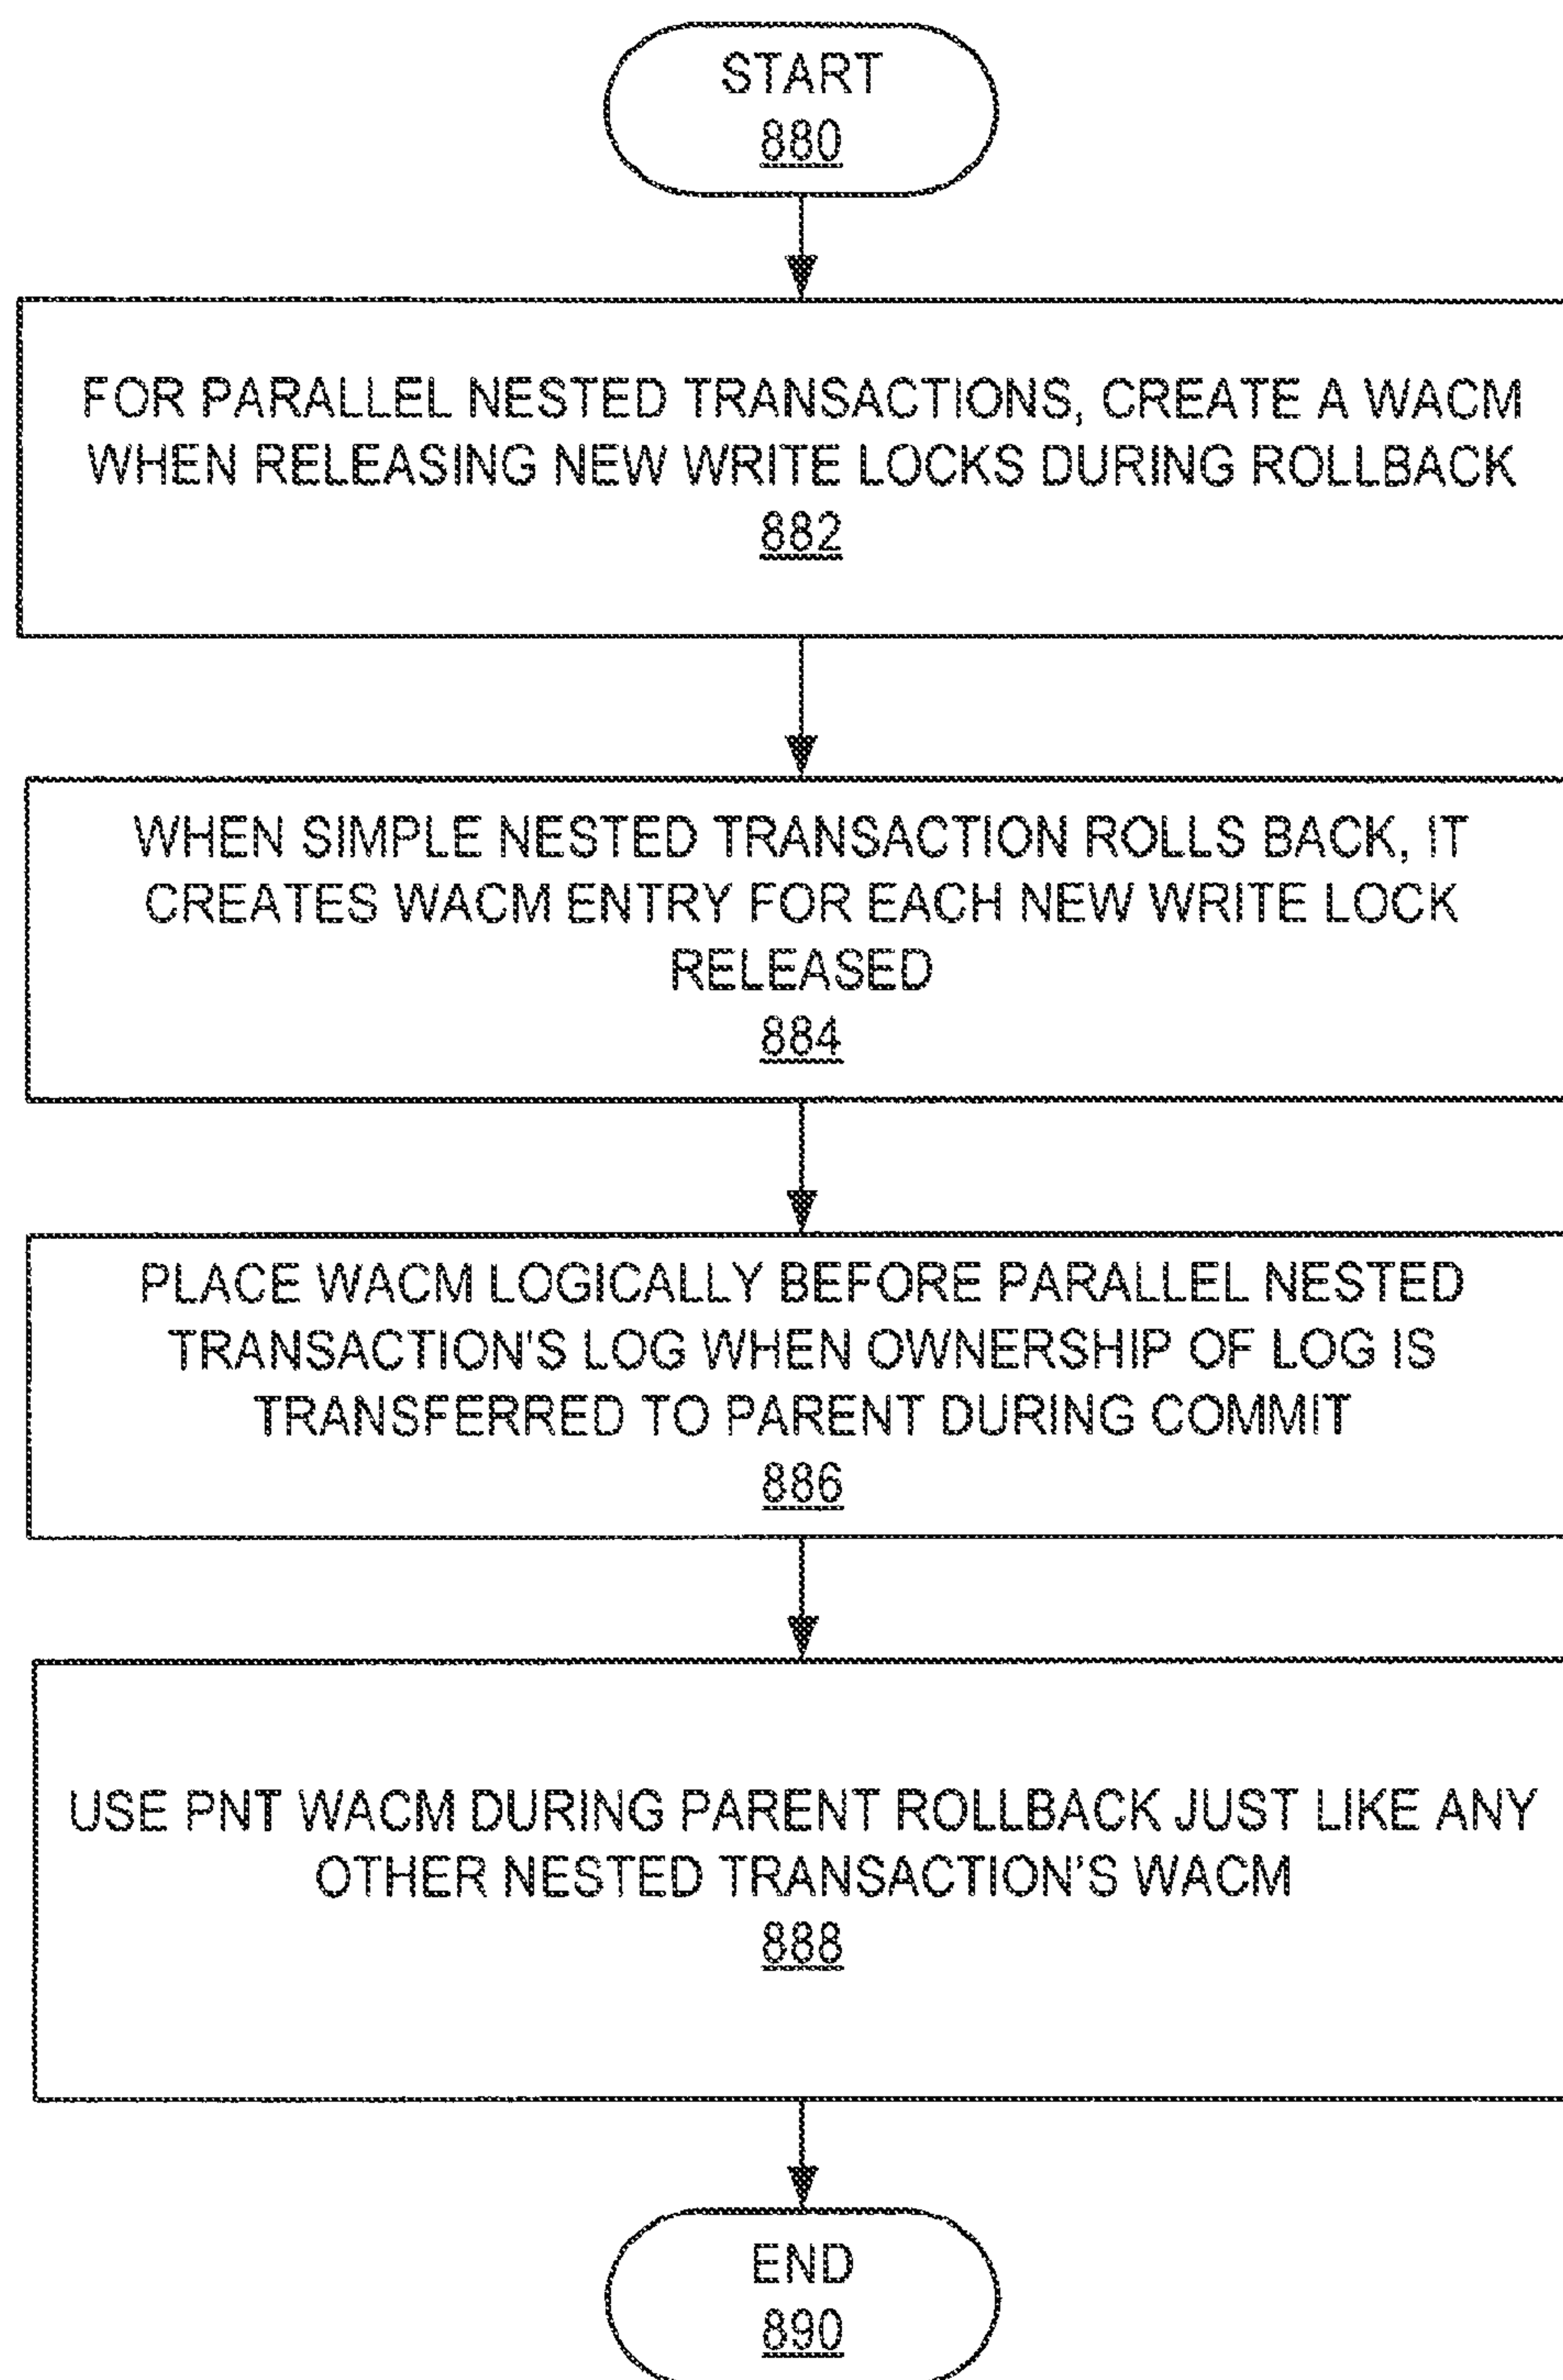 START
880
FOR PARALLEL NESTED TRANSACTIONS, CREATE A WACM
WHEN RELEASING NEW WRITE LOCKS DURING ROLLBACK
882
WHEN SIMPLE NESTED TRANSACTION ROLLS BACK, IT
CREATES WACM ENTRY FOR EACH NEW WRITE LOCK
RELEASED
884
PLACE WACM LOGICALLY BEFORE PARALLEL NESTED
TRANSACTION'S LOG WHEN OWNERSHIP OF LOG IS
TRANSFERRED TO PARENT DURING COMMIT
886
USE PNT WACM DURING PARENT ROLLBACK JUST LIKE ANY
OTHER NESTED TRANSACTION'S WACM
888
END
890